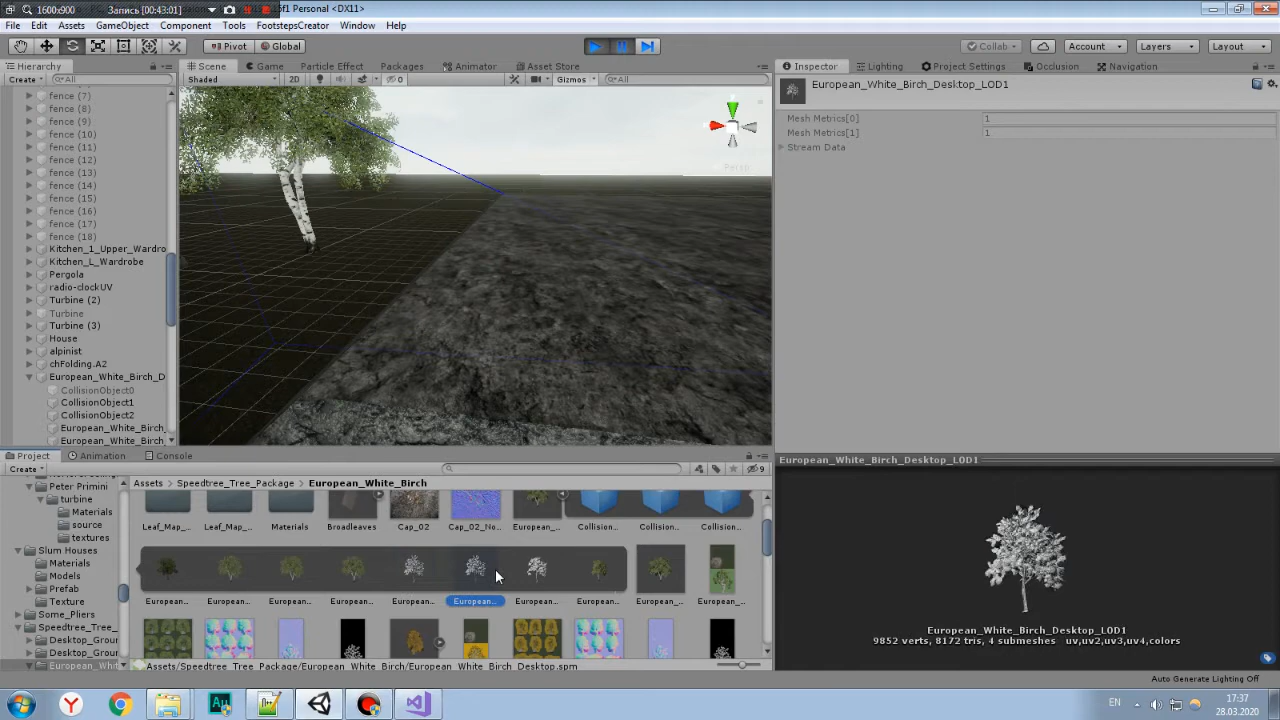 1600x900 Запись [00:43:01] 5f1 Personal <DX11>
File Edit Assets GameObject Component Tools FootstepsCreator Window Help
Pivot Global Collab Account Layers Layout
Hierarchy Scene Game Particle Effect Packages Animator Asset Store Inspector Lighting Project Settings Occlusion Navigation
Create All Shaded 2D 0 Gizmos All
European_White_Birch_Desktop_LOD1
Mesh Metrics[0] 1
Mesh Metrics[1] 1
Stream Data
fence (7)
fence (8)
fence (9)
fence (10)
fence (11)
fence (12)
fence (13)
fence (14)
fence (15)
fence (16)
fence (17)
fence (18)
Kitchen_1_Upper_Wardro
Kitchen_L_Wardrobe
Pergola
radio-clockUV
Turbine (2)
Turbine
Turbine (3)
House
alpinist
chFolding.A2
European_White_Birch_D
CollisionObject0
CollisionObject1
CollisionObject2
European_White_Birch_
European_White_Birch_
Persp
Project Animation Console
Create 9
Peter Primini
turbine
Materials
source
textures
Slum Houses
Materials
Models
Prefab
Texture
Some_Pliers
Speedtree_Tree_
Desktop_Grou
Desktop_Grou
European_Whi
Assets Speedtree_Tree_Package European_White_Birch
Leaf_Map_... Leaf_Map_... Materials Broadleaves Cap_02 Cap_02_No... European_... Collision... Collision... Collision...
European... European... European... European... European... European... European... European... European_... European_...
Assets/Speedtree_Tree_Package/European_White_Birch/European_White_Birch_Desktop.spm
European_White_Birch_Desktop_LOD1
European_White_Birch_Desktop_LOD1
9852 verts, 8172 tris, 4 submeshes uv,uv2,uv3,uv4,colors
Auto Generate Lighting Off
EN 17:37
28.03.2020